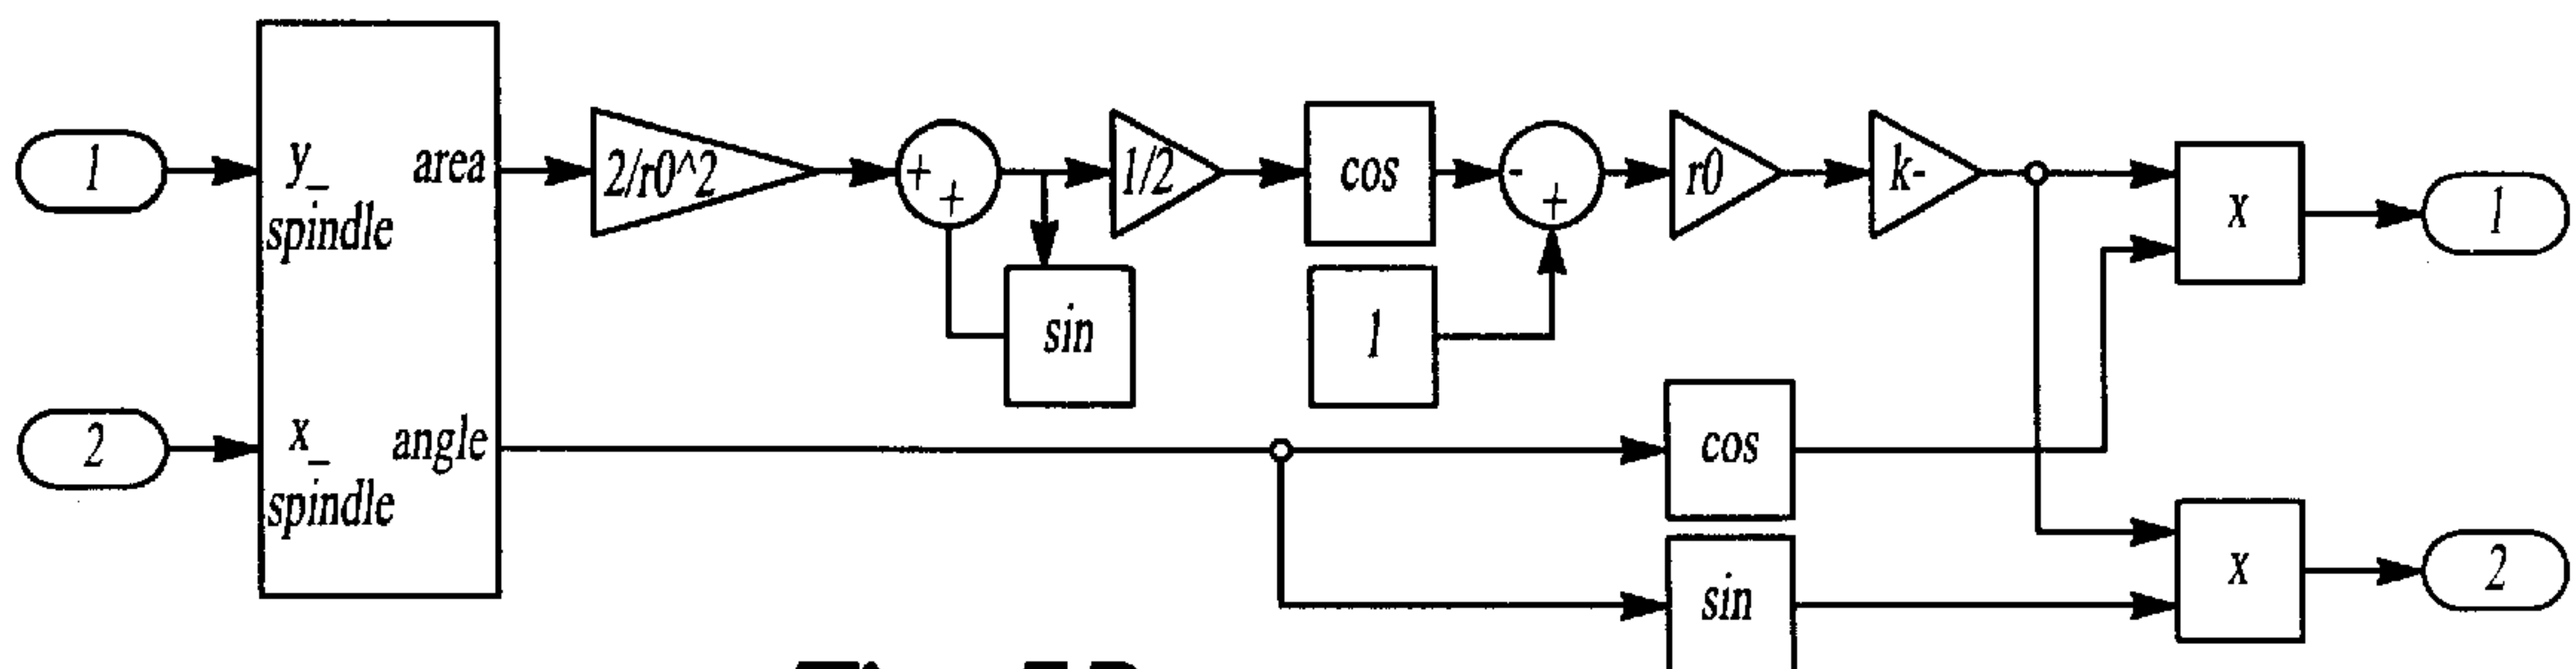 1
y_
spindle
area
2/r0^2
+
+
1/2
cos
-
+
r0
k-
x
1
sin
1
2
x_
spindle
angle
cos
sin
x
2